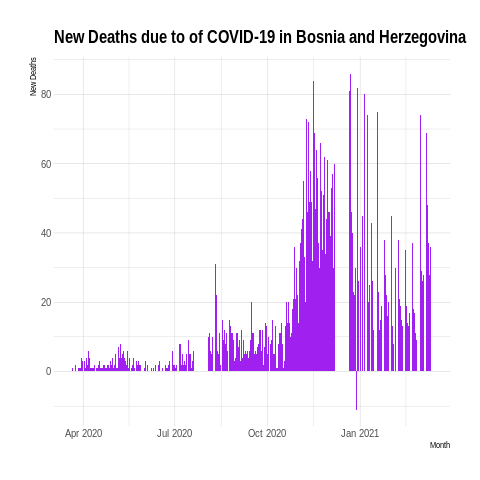 New Deaths due to of COVID-19 in Bosnia and Herzegovina
New Deaths
80
60
40
20
0
Apr 2020 Jul 2020 Oct 2020 Jan 2021
Month